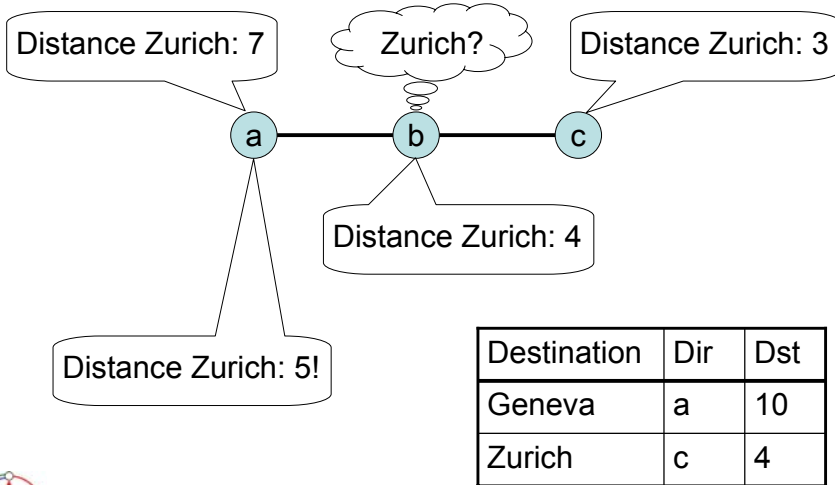 Distance Zurich: 7
Zurich?
Distance Zurich: 3
a
b
c
Distance Zurich: 4
Distance Zurich: 5!
Destination Dir Dst
Geneva a 10
Zurich c 4